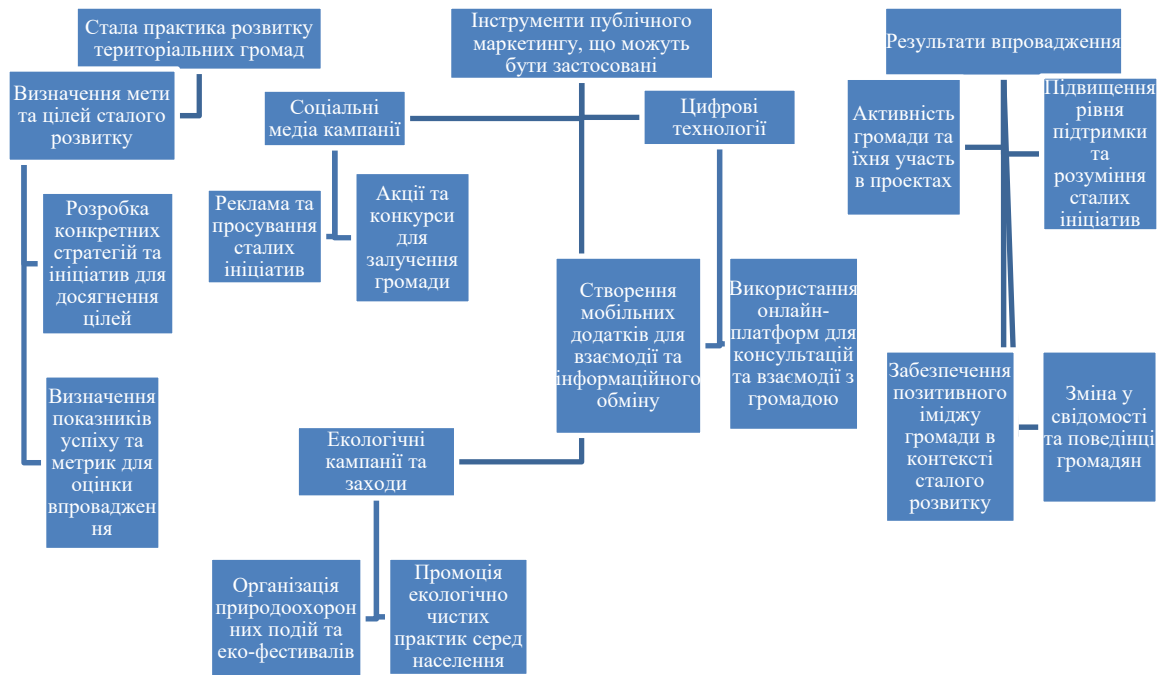 Стала практика розвитку
територіальних громад
Визначення мети
та цілей сталого
розвитку
Розробка
конкретних
стратегій та
ініціатив для
досягнення
цілей
Визначення
показників
успіху та
метрик для
оцінки
впроваджен
ня
Інструменти публічного
маркетингу, що можуть
бути застосовані
Соціальні
медіа кампанії
Реклама та
просування
сталих
ініціатив
Акції та
конкурси
для
залучення
громади
Цифрові
технології
Створення
мобільних
додатків для
взаємодії та
інформаційного
обміну
Використання
онлайн-
платформ для
консультацій
та взаємодії з
громадою
Екологічні
кампанії та
заходи
Організація
природоохорон
них подій та
еко-фестивалів
Промоція
екологічно
чистих
практик серед
населення
Результати впровадження
Активність
громади та
їхня участь
в проектах
Підвищення
рівня
підтримки
та
розуміння
сталих
ініціатив
Забезпечення
позитивного
іміджу
громади в
контексті
сталого
розвитку
Зміна у
свідомості
та поведінці
громадян